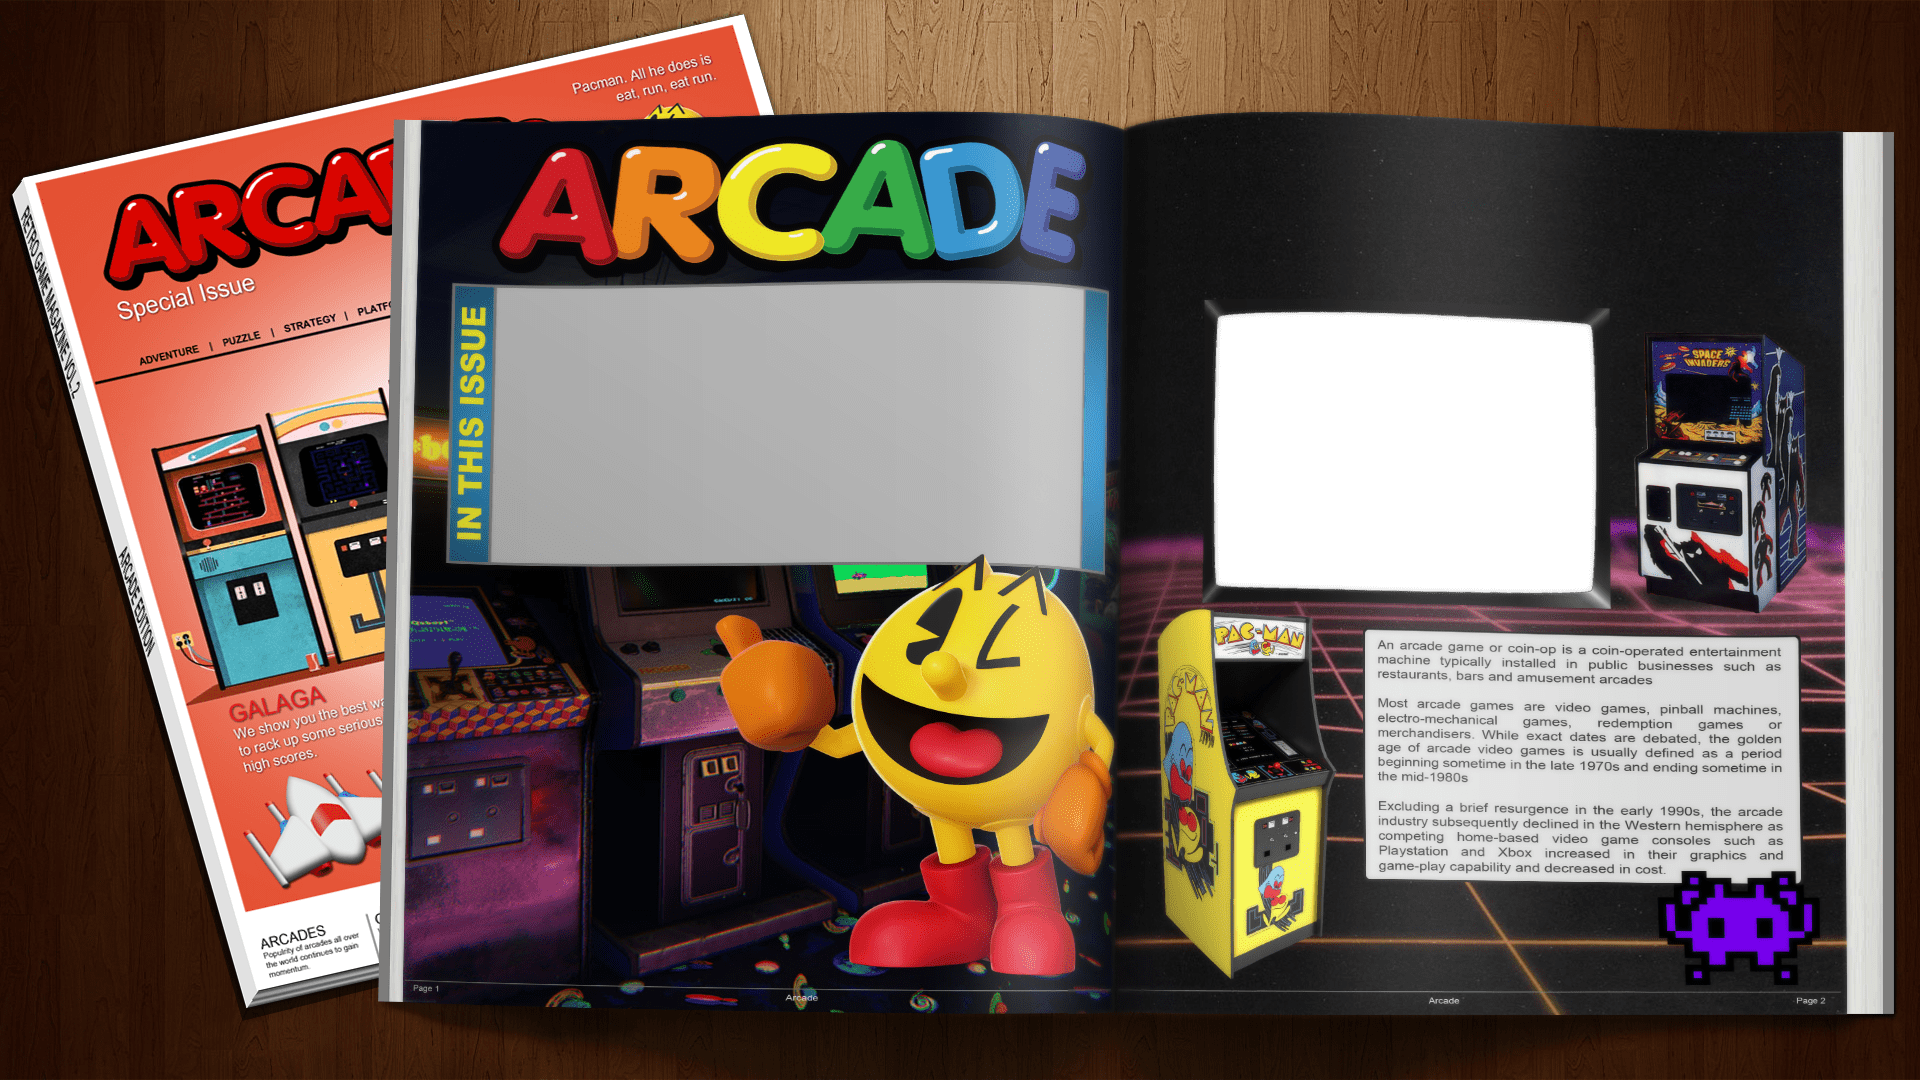 Pacman. All he does is
eat, run, eat run.
Special Issue
ADVENTURE | PUZZLE | STRATEGY |
RETRO GAME MAGAZINE VOL.2
ARCADE EDITION
GALAGA
We show you the best
to rack up some serious
high scores.
ARCADES
Populrity of arcades all over
the world continues to gain
momentum.
ARCADE
IN THIS ISSUE
Page 1
Arcade
SPACE
INVADERS
PAC-MAN
PAC-MAN
An arcade game or coin-op is a coin-operated entertainment
machine typically installed in public businesses such as
restaurants, bars and amusement arcades
Most arcade games are video games, pinball machines,
electro-mechanical games, redemption games or
merchandisers. While exact dates are debated, the golden
age of arcade video games is usually defined as a period
beginning sometime in the late 1970s and ending sometime in
the mid-1980s
Excluding a brief resurgence in the early 1990s, the arcade
industry subsequently declined in the Western hemisphere as
competing home-based video game consoles such as
Playstation and Xbox increased in their graphics and
game-play capability and decreased in cost.
Arcade
Page 2